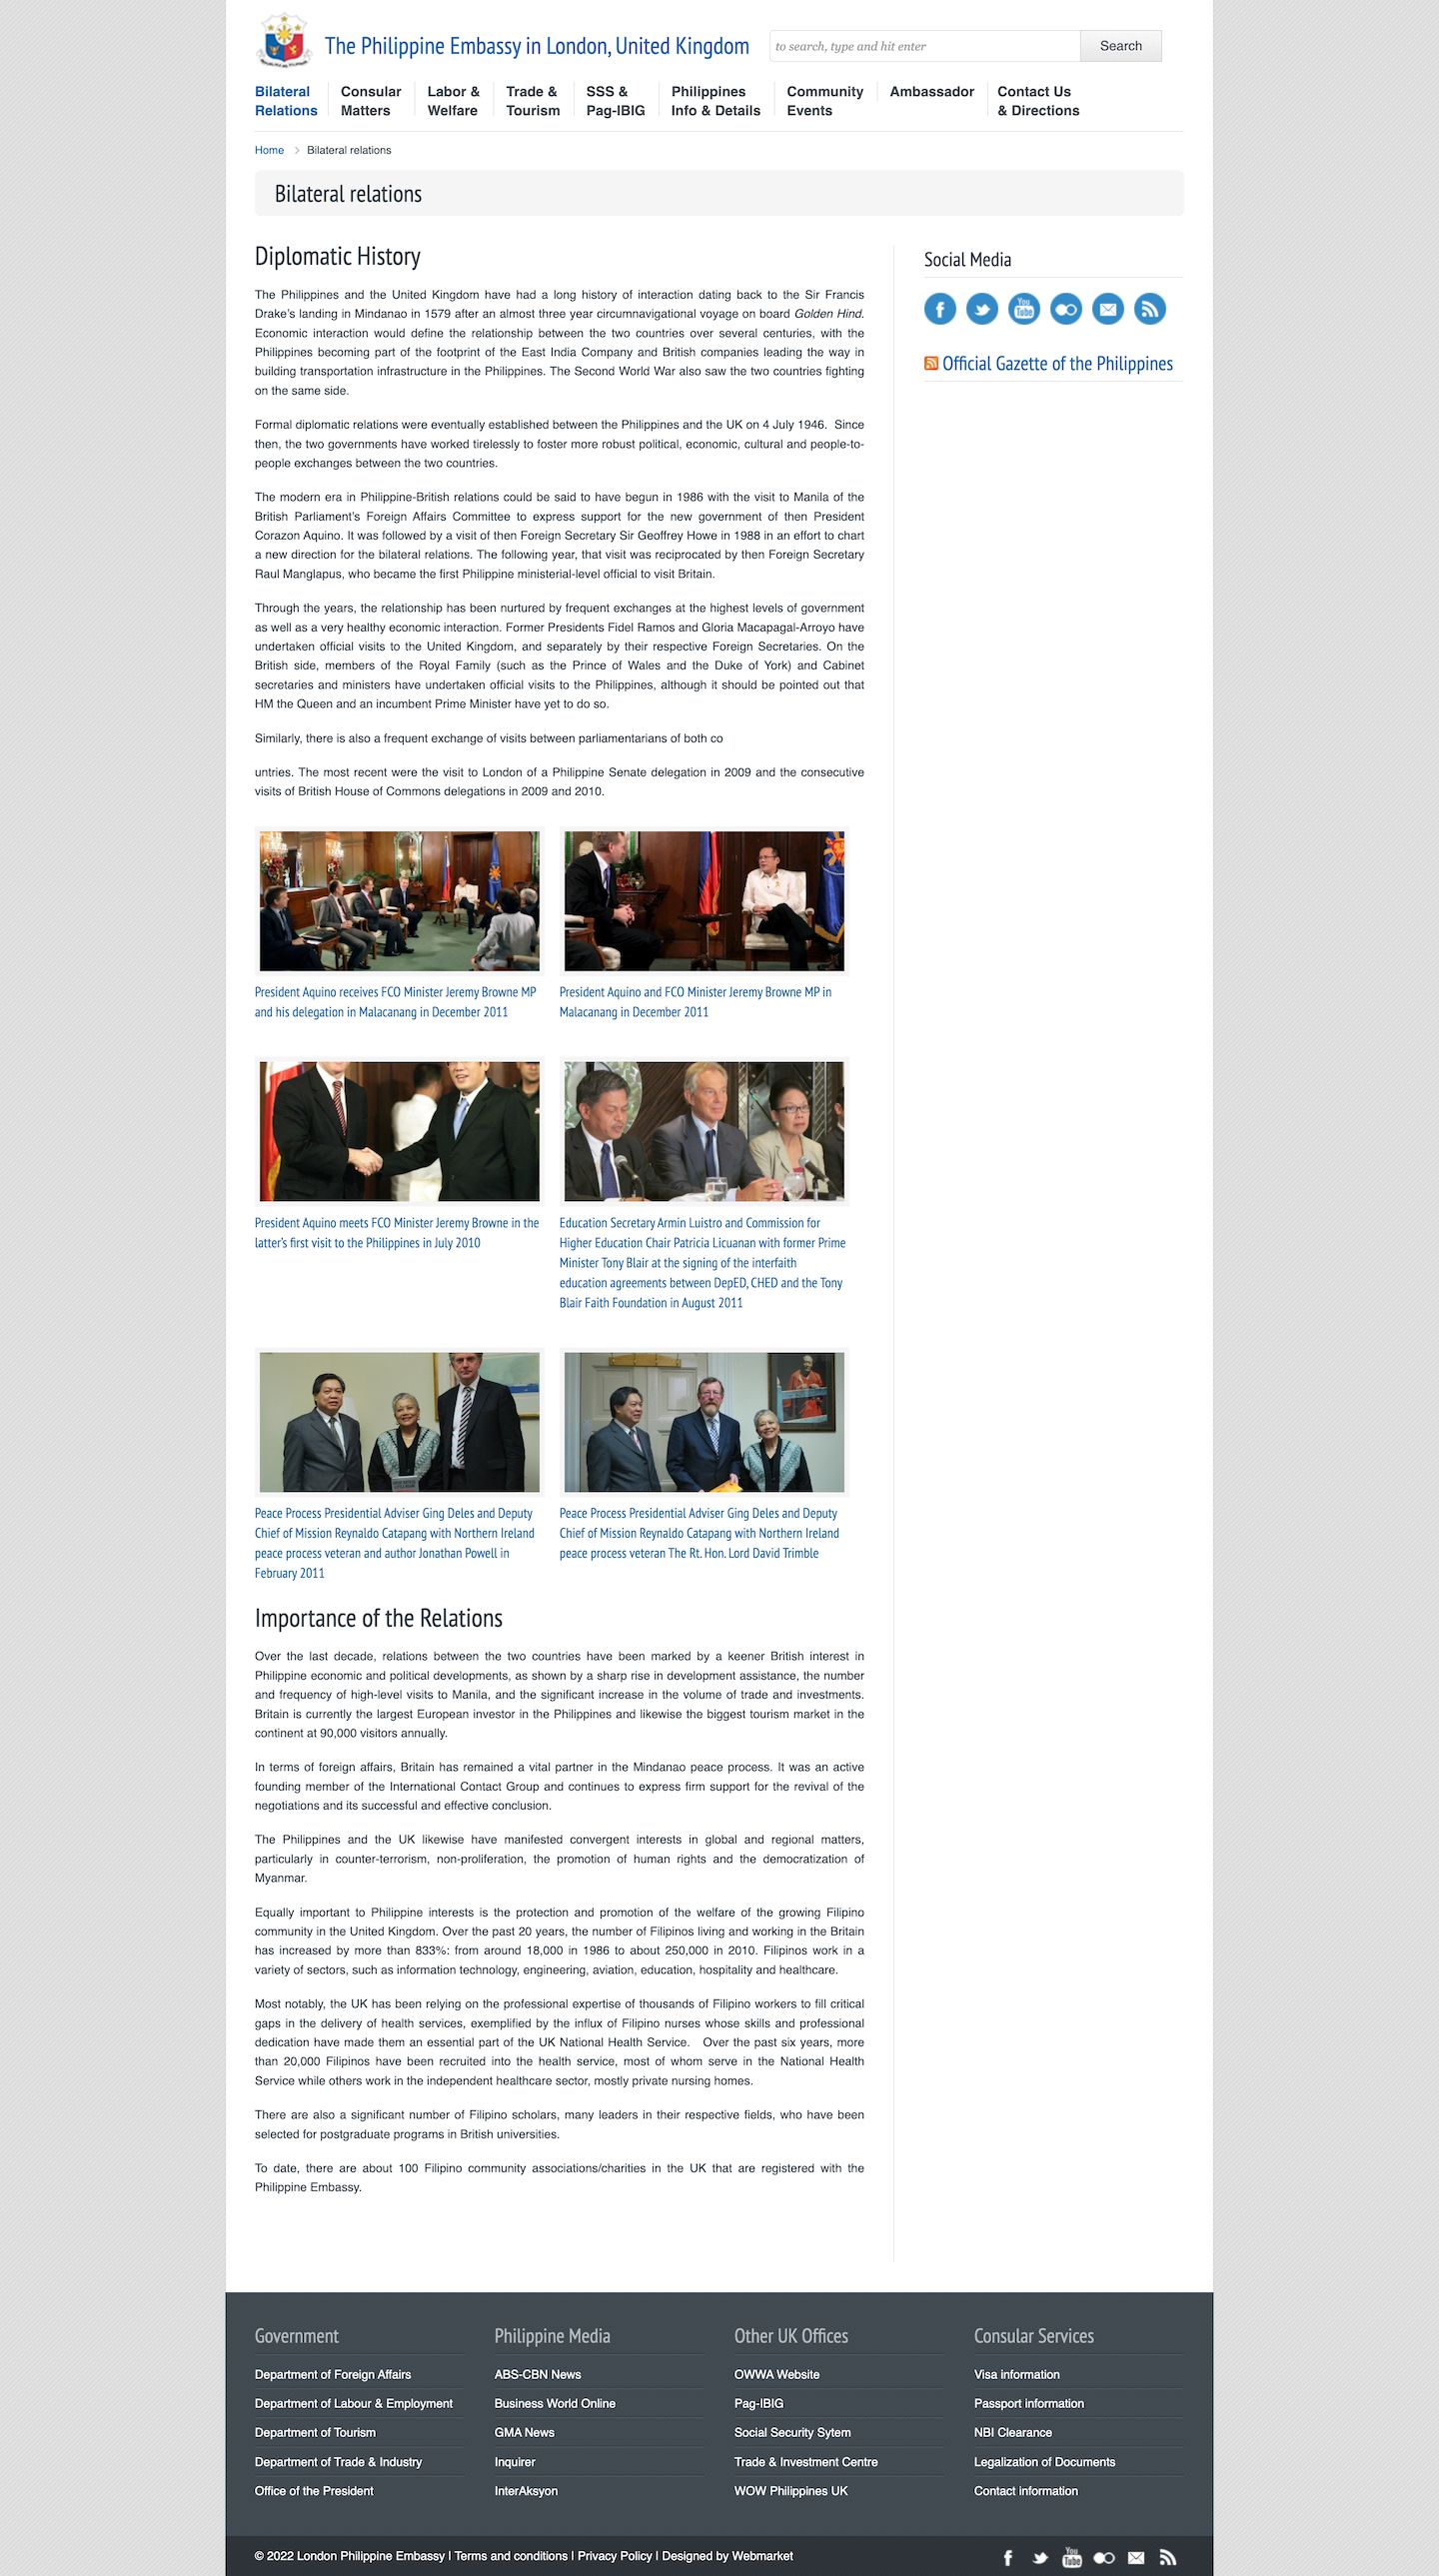 The Philippine Embassy in London, United Kingdom
to search, type and hit enter
Search
Bilateral
Relations
Consular
Matters
Labor &
Welfare
Trade &
Tourism
SSS &
Pag-IBIG
Philippines
Info & Details
Community
Events
Ambassador
Contact Us
& Directions
Home
Bilateral relations
Bilateral relations
Diplomatic History
The Philippines and the United Kingdom have had a long history of interaction dating back to the Sir Francis
Drake’s landing in Mindanao in 1579 after an almost three year circumnavigational voyage on board Golden Hind.
Economic interaction would define the relationship between the two countries over several centuries, with the
Philippines becoming part of the footprint of the East India Company and British companies leading the way in
building transportation infrastructure in the Philippines. The Second World War also saw the two countries fighting
on the same side.
Formal diplomatic relations were eventually established between the Philippines and the UK on 4 July 1946. Since
then, the two governments have worked tirelessly to foster more robust political, economic, cultural and people-to-
people exchanges between the two countries.
The modern era in Philippine-British relations could be said to have begun in 1986 with the visit to Manila of the
British Parliament’s Foreign Affairs Committee to express support for the new government of then President
Corazon Aquino. It was followed by a visit of then Foreign Secretary Sir Geoffrey Howe in 1988 in an effort to chart
a new direction for the bilateral relations. The following year, that visit was reciprocated by then Foreign Secretary
Raul Manglapus, who became the first Philippine ministerial-level official to visit Britain.
Through the years, the relationship has been nurtured by frequent exchanges at the highest levels of government
as well as a very healthy economic interaction. Former Presidents Fidel Ramos and Gloria Macapagal-Arroyo have
undertaken official visits to the United Kingdom, and separately by their respective Foreign Secretaries. On the
British side, members of the Royal Family (such as the Prince of Wales and the Duke of York) and Cabinet
secretaries and ministers have undertaken official visits to the Philippines, although it should be pointed out that
HM the Queen and an incumbent Prime Minister have yet to do so.
Similarly, there is also a frequent exchange of visits between parliamentarians of both co
untries. The most recent were the visit to London of a Philippine Senate delegation in 2009 and the consecutive
visits of British House of Commons delegations in 2009 and 2010.
President Aquino receives FCO Minister Jeremy Browne MP
and his delegation in Malacanang in December 2011
President Aquino and FCO Minister Jeremy Browne MP in
Malacanang in December 2011
President Aquino meets FCO Minister Jeremy Browne in the
latter’s first visit to the Philippines in July 2010
Education Secretary Armin Luistro and Commission for
Higher Education Chair Patricia Licuanan with former Prime
Minister Tony Blair at the signing of the interfaith
education agreements between DepED, CHED and the Tony
Blair Faith Foundation in August 2011
Peace Process Presidential Adviser Ging Deles and Deputy
Chief of Mission Reynaldo Catapang with Northern Ireland
peace process veteran and author Jonathan Powell in
February 2011
Peace Process Presidential Adviser Ging Deles and Deputy
Chief of Mission Reynaldo Catapang with Northern Ireland
peace process veteran The Rt. Hon. Lord David Trimble
Importance of the Relations
Over the last decade, relations between the two countries have been marked by a keener British interest in
Philippine economic and political developments, as shown by a sharp rise in development assistance, the number
and frequency of high-level visits to Manila, and the significant increase in the volume of trade and investments.
Britain is currently the largest European investor in the Philippines and likewise the biggest tourism market in the
continent at 90,000 visitors annually.
In terms of foreign affairs, Britain has remained a vital partner in the Mindanao peace process. It was an active
founding member of the International Contact Group and continues to express firm support for the revival of the
negotiations and its successful and effective conclusion.
The Philippines and the UK likewise have manifested convergent interests in global and regional matters,
particularly in counter-terrorism, non-proliferation, the promotion of human rights and the democratization of
Myanmar.
Equally important to Philippine interests is the protection and promotion of the welfare of the growing Filipino
community in the United Kingdom. Over the past 20 years, the number of Filipinos living and working in the Britain
has increased by more than 833%: from around 18,000 in 1986 to about 250,000 in 2010. Filipinos work in a
variety of sectors, such as information technology, engineering, aviation, education, hospitality and healthcare.
Most notably, the UK has been relying on the professional expertise of thousands of Filipino workers to fill critical
gaps in the delivery of health services, exemplified by the influx of Filipino nurses whose skills and professional
dedication have made them an essential part of the UK National Health Service. Over the past six years, more
than 20,000 Filipinos have been recruited into the health service, most of whom serve in the National Health
Service while others work in the independent healthcare sector, mostly private nursing homes.
There are also a significant number of Filipino scholars, many leaders in their respective fields, who have been
selected for postgraduate programs in British universities.
To date, there are about 100 Filipino community associations/charities in the UK that are registered with the
Philippine Embassy.
Social Media
You
Tube
Official Gazette of the Philippines
Government
Department of Foreign Affairs
Department of Labour & Employment
Department of Tourism
Department of Trade & Industry
Office of the President
Philippine Media
ABS-CBN News
Business World Online
GMA News
Inquirer
InterAksyon
Other UK Offices
OWWA Website
Pag-IBIG
Social Security Sytem
Trade & Investment Centre
WOW Philippines UK
Consular Services
Visa information
Passport information
NBI Clearance
Legalization of Documents
Contact information
© 2022 London Philippine Embassy | Terms and conditions | Privacy Policy | Designed by Webmarket
You
Tube